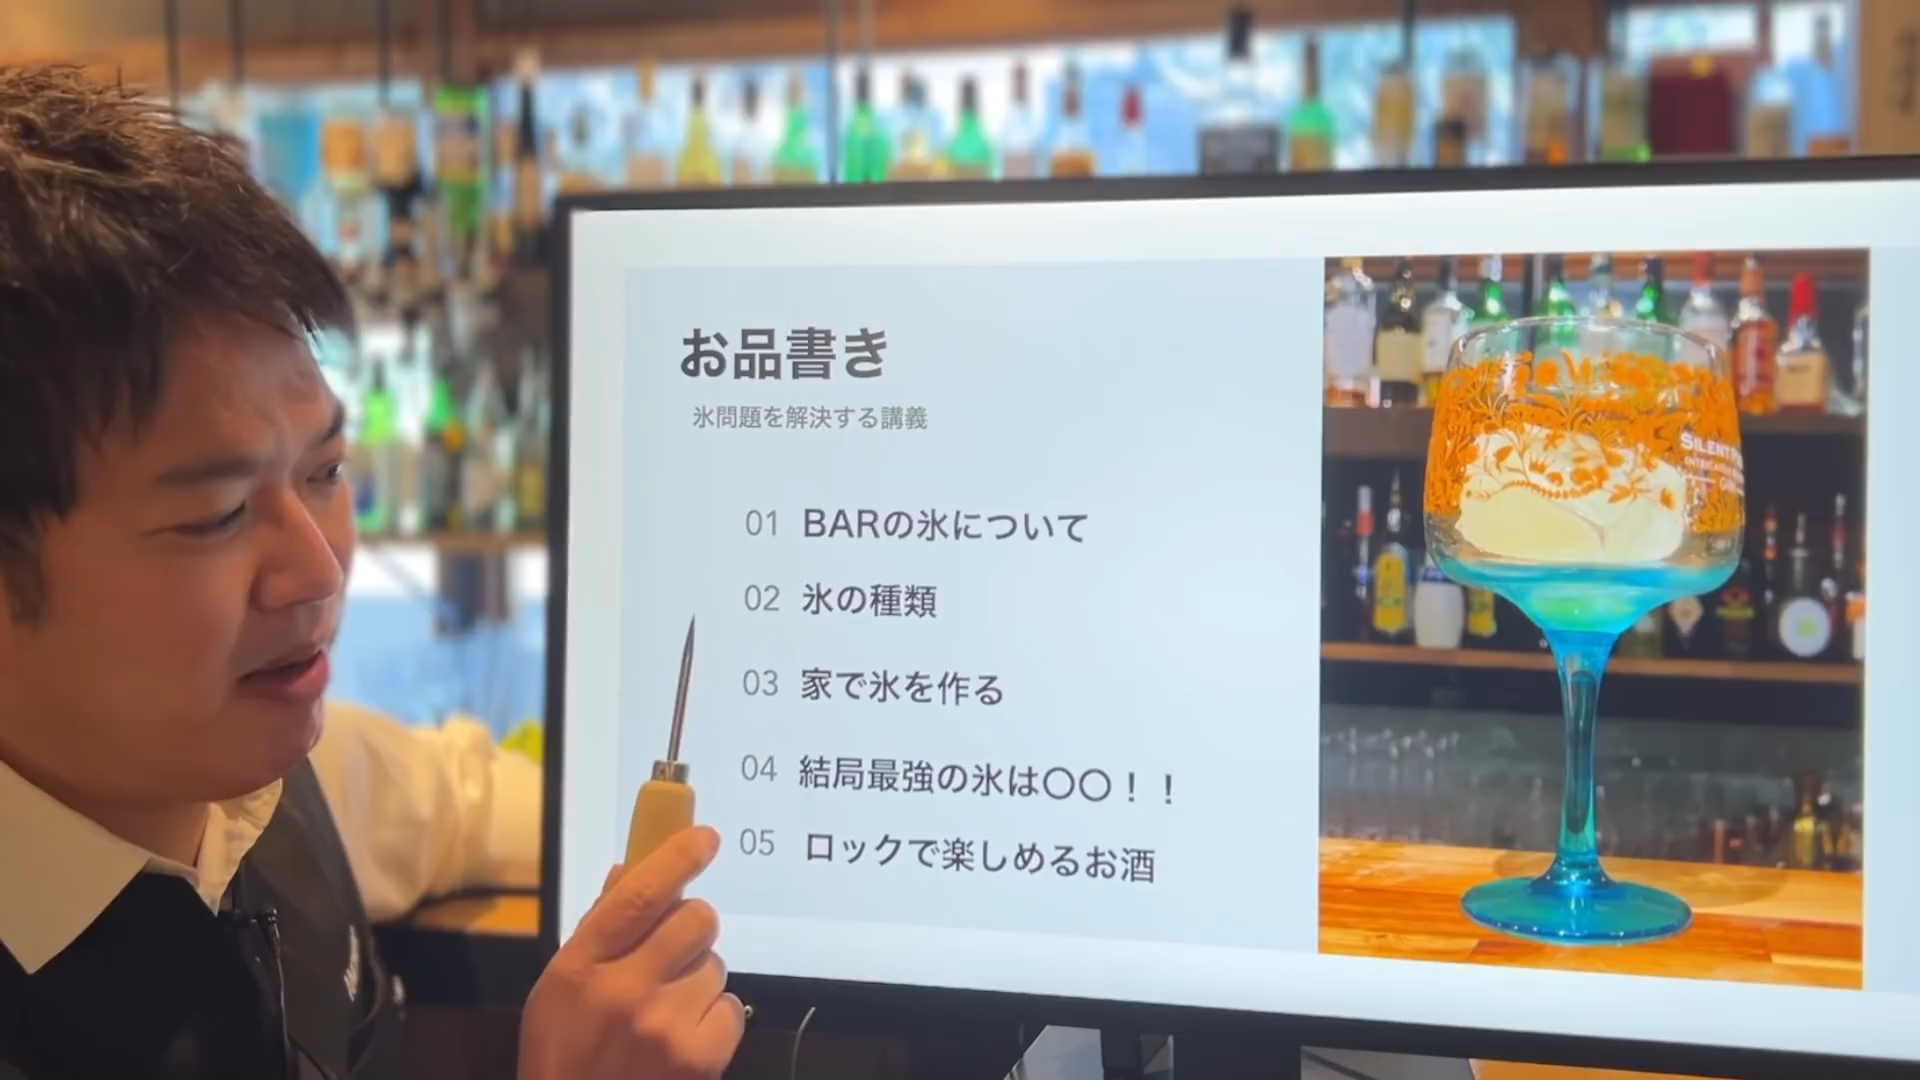 お品書き
氷問題を解決する講義
01 BARの氷について
02 氷の種類
03 家で氷を作る
04 結局最強の氷は〇〇！！
05 ロックで楽しめるお酒
SILENT